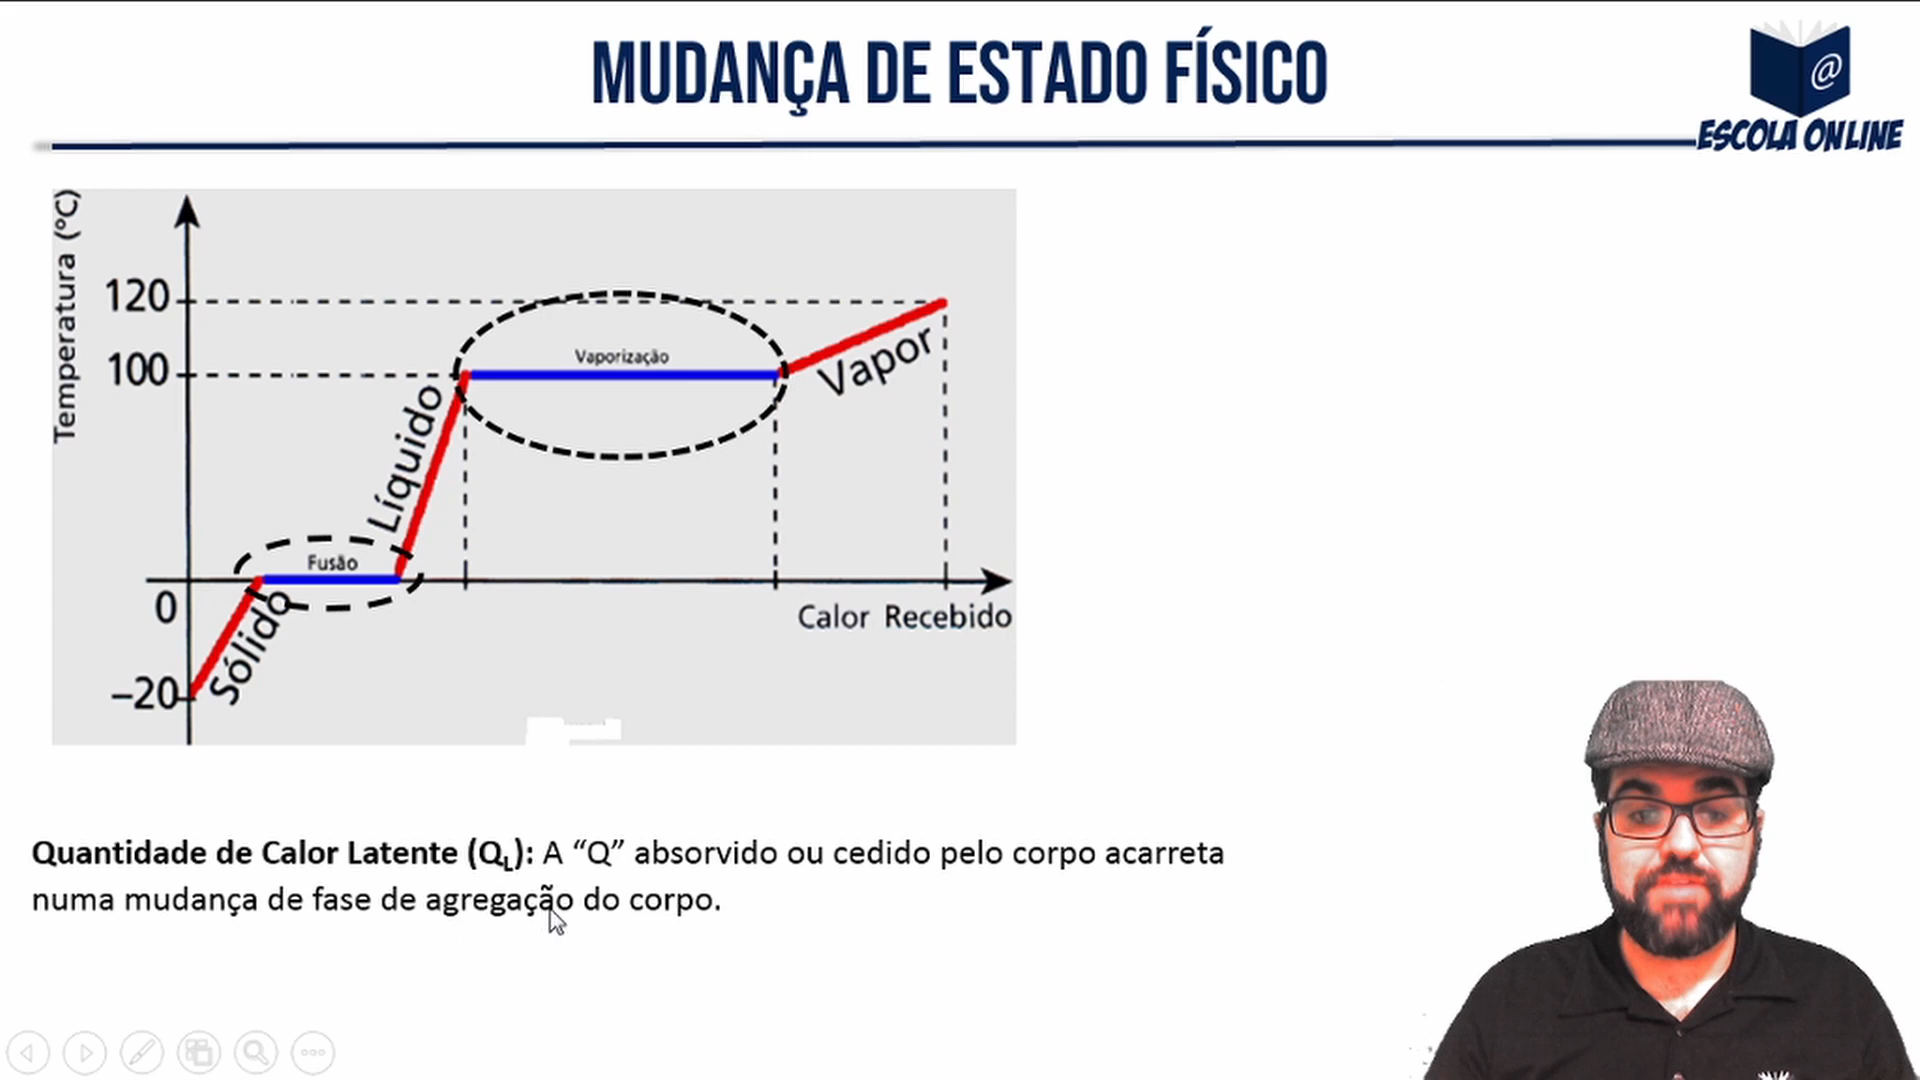 MUDANÇA DE ESTADO FÍSICO
@
ESCOLA ONLINE
Temperatura (°C)
120
100
0
–20
Sólido
Fusão
Líquido
Vaporização
Vapor
Calor Recebido
Quantidade de Calor Latente (QL): A “Q” absorvido ou cedido pelo corpo acarreta
numa mudança de fase de agregação do corpo.